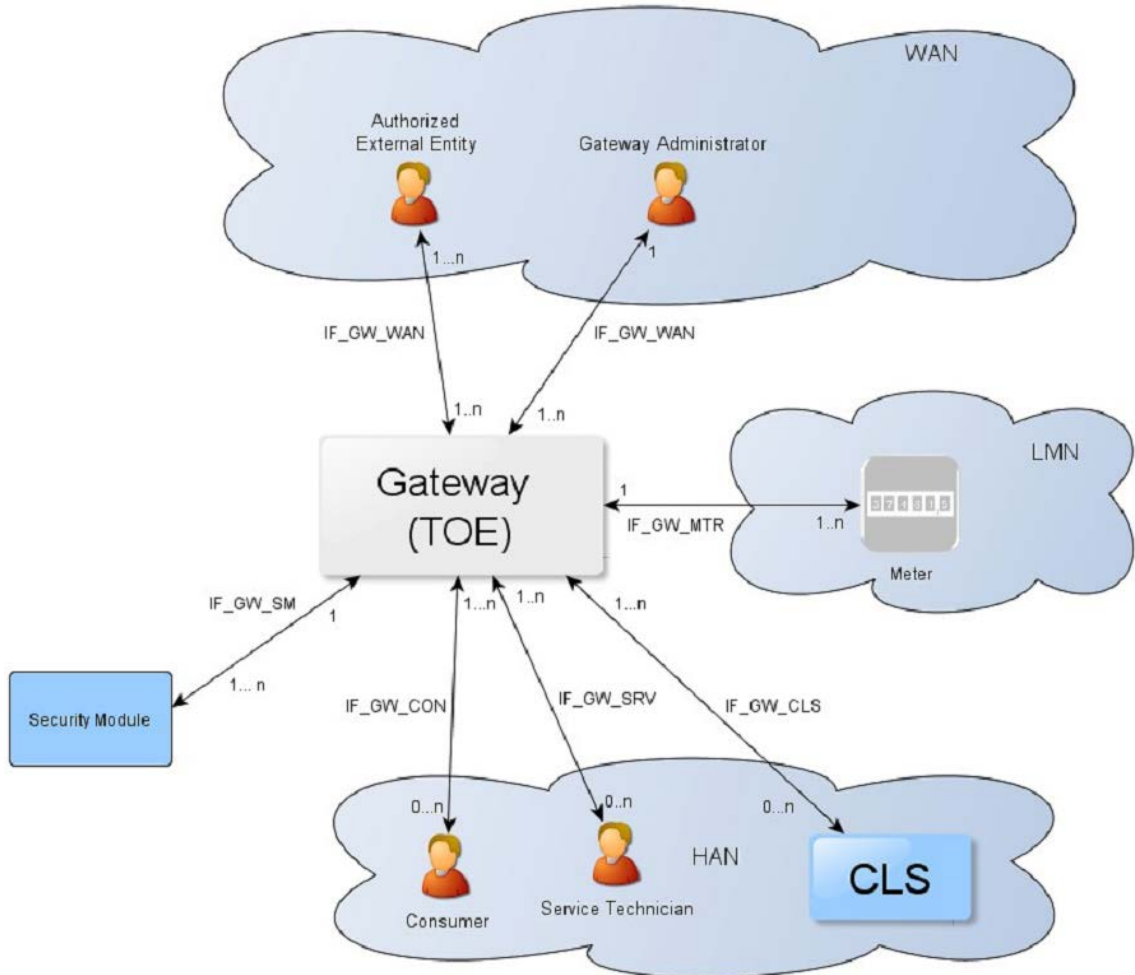 WAN
Authorized
External Entity
Gateway Administrator
1...n
1
IF_GW_WAN
IF_GW_WAN
1..n
1..n
LMN
Gateway
(TOE)
1
IF_GW_MTR
1..n
374515
Meter
IF_GW_SM
1
1...n
1..n
1...n
1... n
Security Module
IF_GW_CON
IF_GW_SRV
IF_GW_CLS
0...n
0..n
0...n
HAN
CLS
Consumer
Service Technician